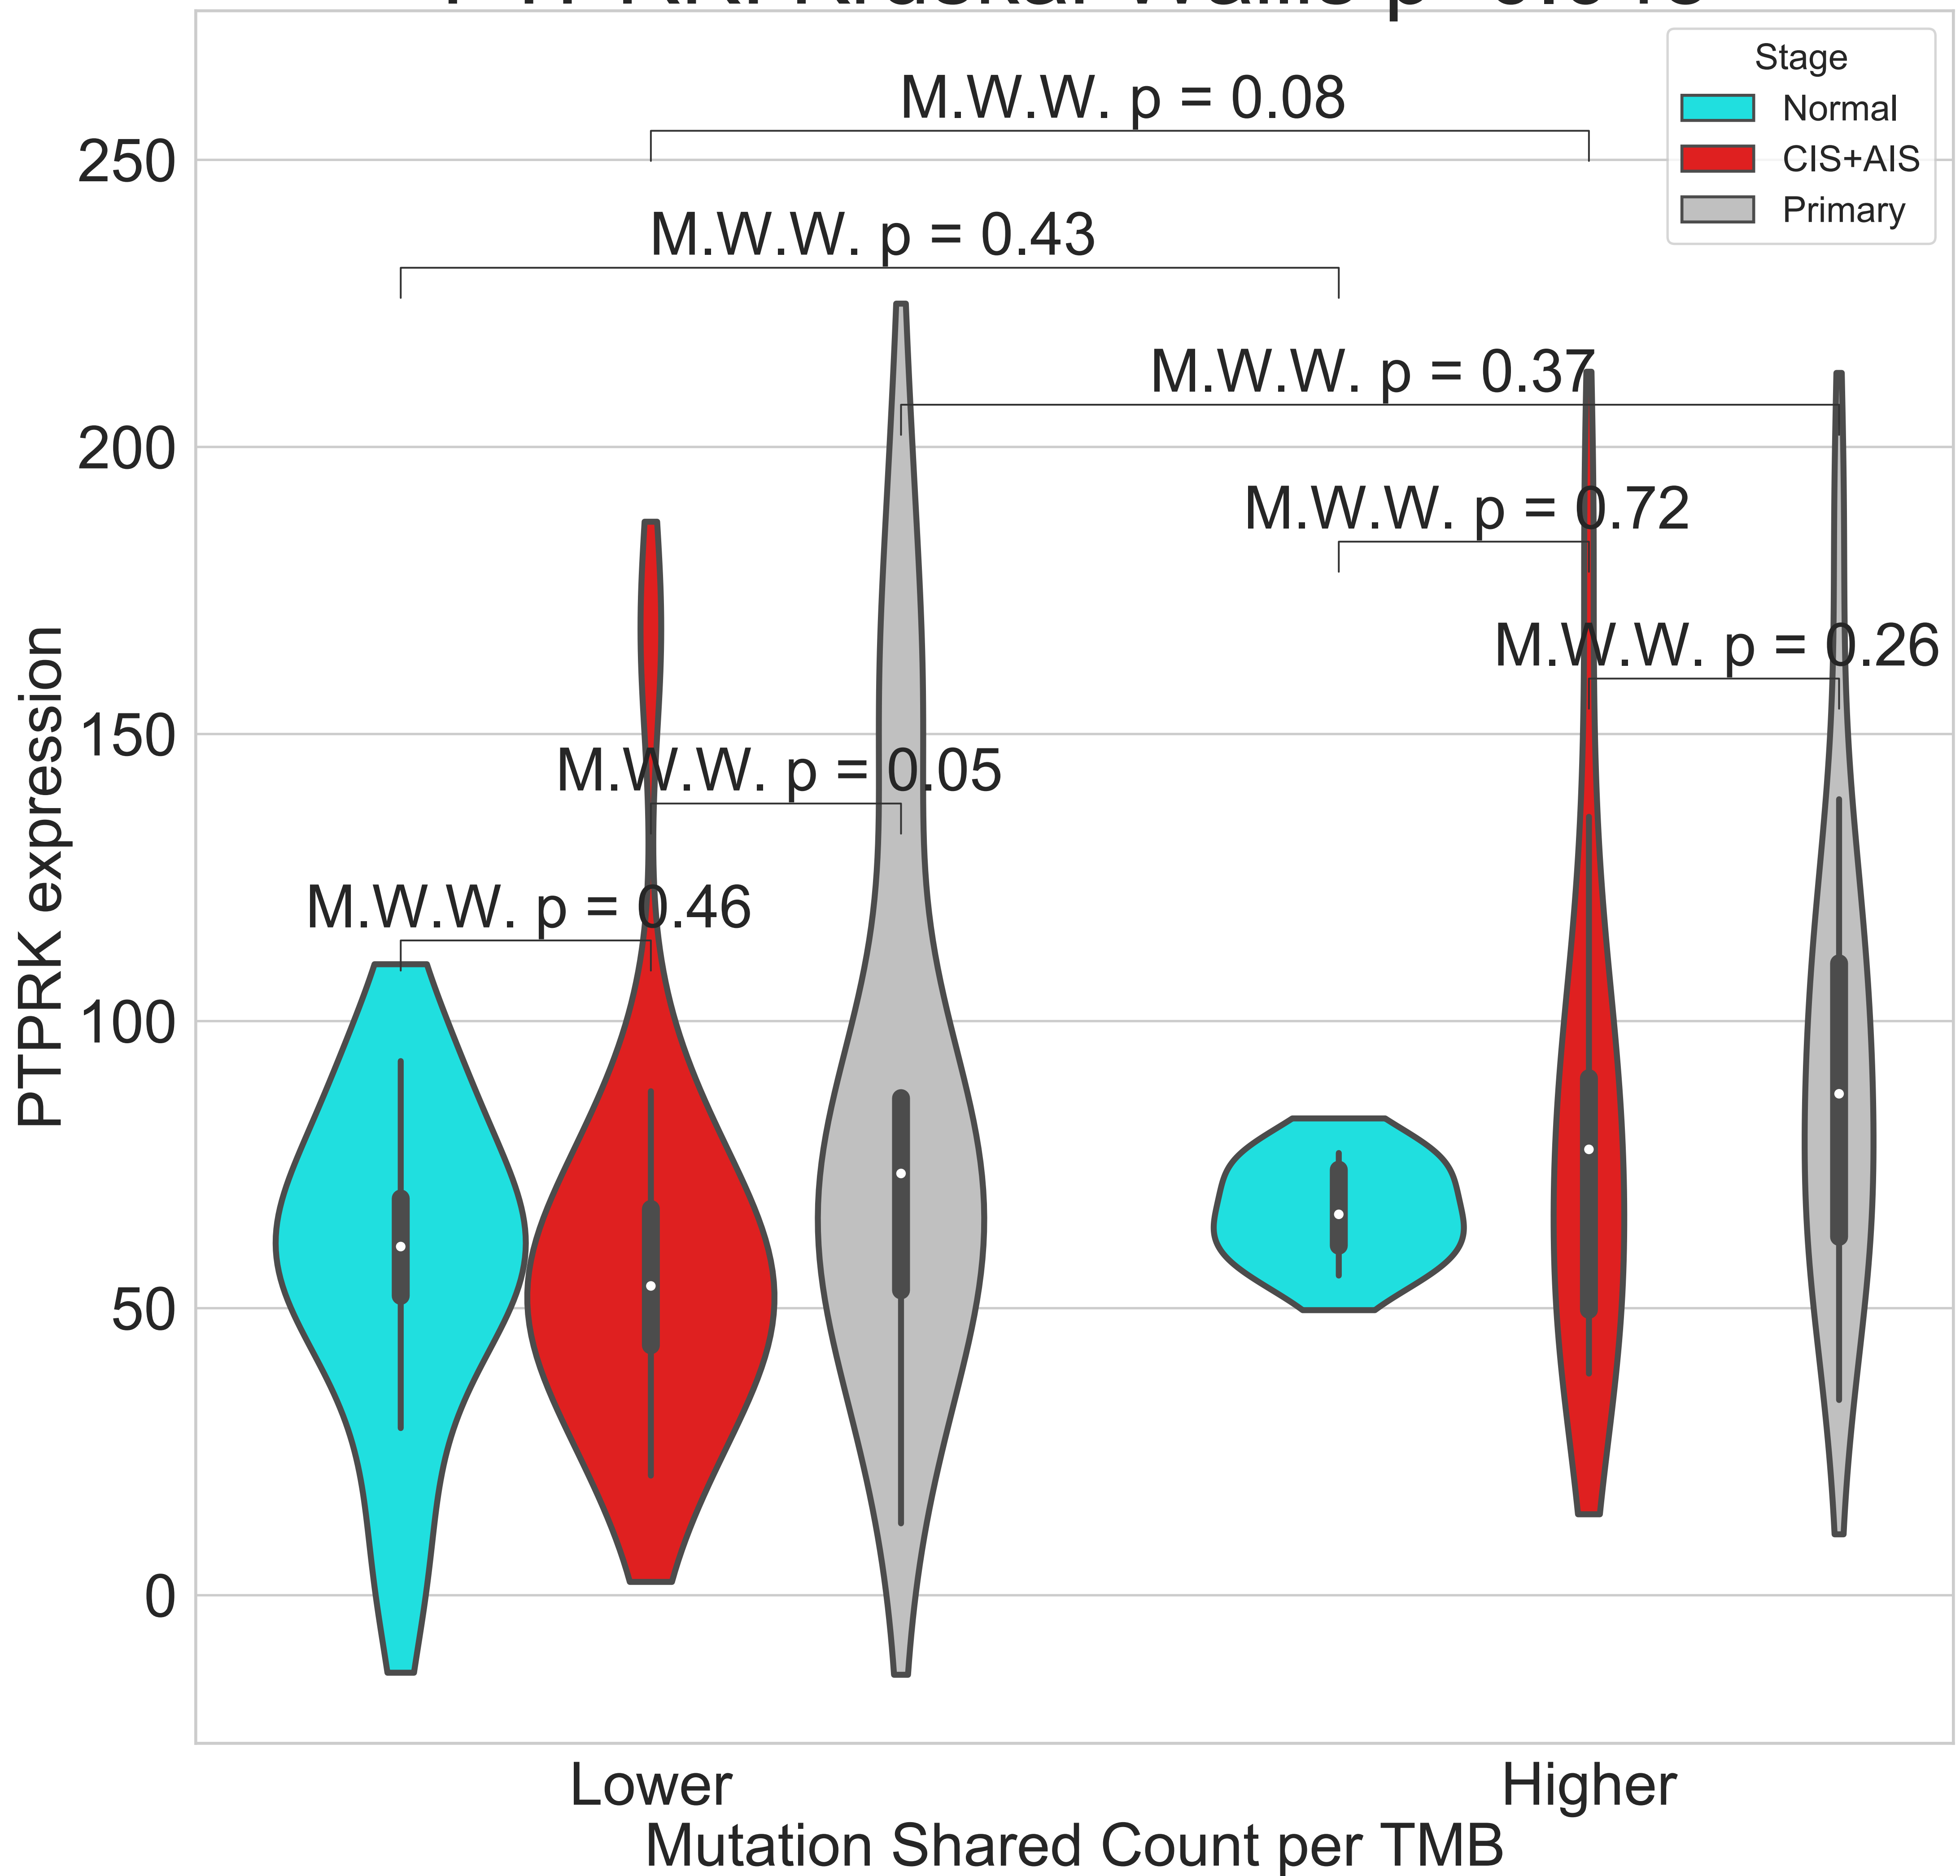 Stage
Normal
CIS+AIS
Primary
M.W.W. p = 0.08
M.W.W. p = 0.43
M.W.W. p = 0.37
M.W.W. p = 0.72
M.W.W. p = 0.26
M.W.W. p = 0.05
M.W.W. p = 0.46
250
200
150
100
50
0
PTPRK expression
Lower
Higher
Mutation Shared Count per TMB